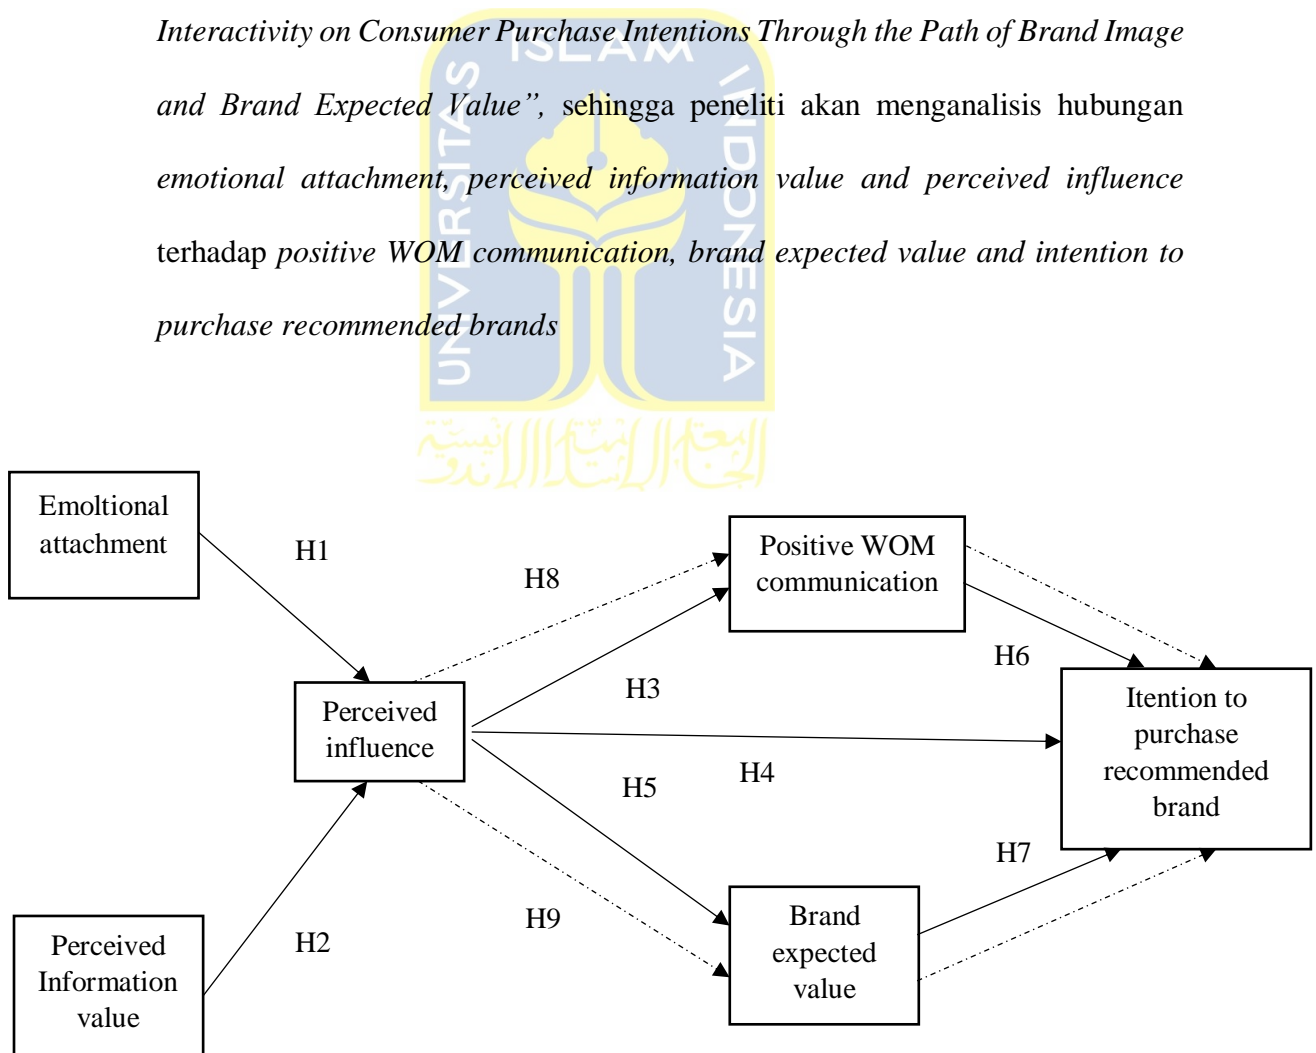 Interactivity on Consumer Purchase Intentions Through the Path of Brand Image
and Brand Expected Value”, sehingga peneliti akan menganalisis hubungan
emotional attachment, perceived information value and perceived influence
terhadap positive WOM communication, brand expected value and intention to
purchase recommended brands
UNIVERSITAS
ISLAM
INDONESIA
Emoltional
attachment
H1
H8
Positive WOM
communication
H6
H3
Perceived
influence
Itention to
purchase
recommended
brand
H4
H5
H7
H9
Brand
expected
value
H2
Perceived
Information
value